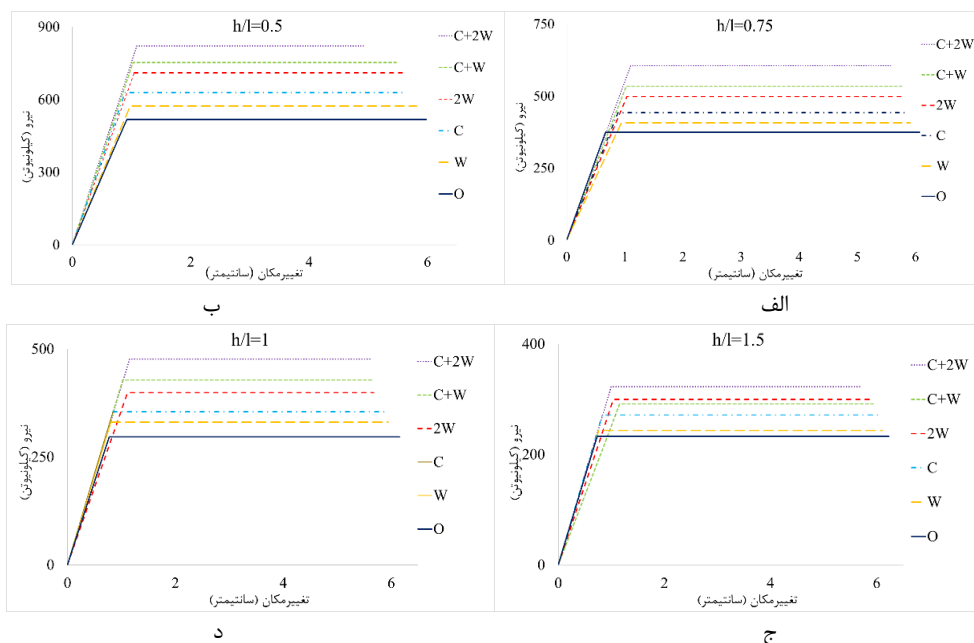 h/l=0.5
900
600
300
0
0
2
4
6
نیرو (کیلونیوتن)
تغییرمکان (سانتیمتر)
C+2W
C+W
2W
C
W
O
ب
h/l=0.75
750
500
250
0
0
1
2
3
4
5
6
نیرو (کیلونیوتن)
تغییرمکان (سانتیمتر)
C+2W
C+W
2W
C
W
O
الف
h/l=1
500
250
0
0
2
4
6
نیرو (کیلونیوتن)
تغییرمکان (سانتیمتر)
C+2W
C+W
2W
C
W
O
د
h/l=1.5
400
200
0
0
2
4
6
نیرو (کیلونیوتن)
تغییرمکان (سانتیمتر)
C+2W
C+W
2W
C
W
O
ج